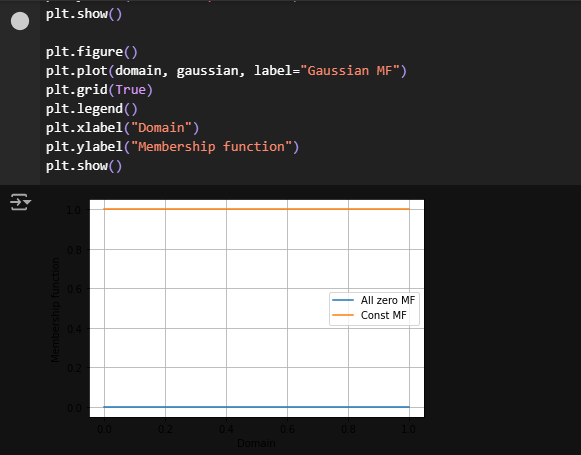 plt.show()
plt.figure()
plt.plot(domain, gaussian, label="Gaussian MF")
plt.grid(True)
plt.legend()
plt.xlabel("Domain")
plt.ylabel("Membership function")
plt.show()
1.0
0.8
0.6
0.4
0.2
0.0
Membership function
All zero MF
Const MF
0.0 0.2 0.4 0.6 0.8 1.0
Domain